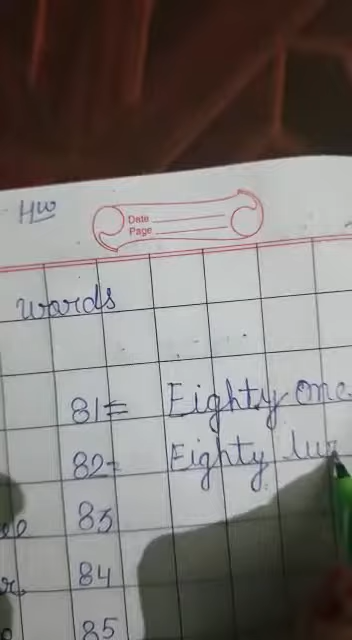 HW
Date
Page
words
81= Eighty one
82= Eighty
83
84
85